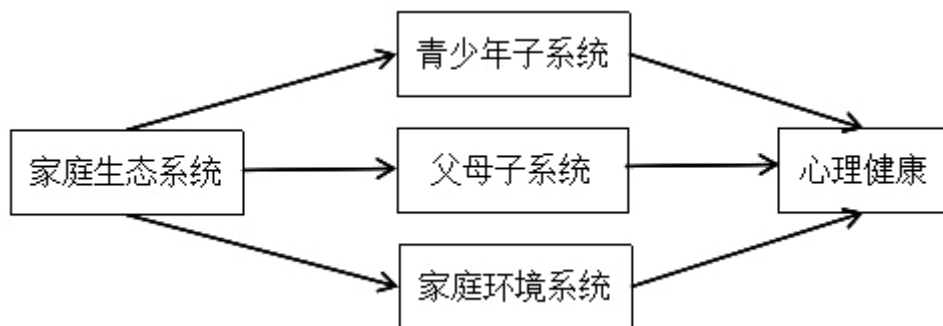 青少年子系统
家庭生态系统
父母子系统
心理健康
家庭环境系统